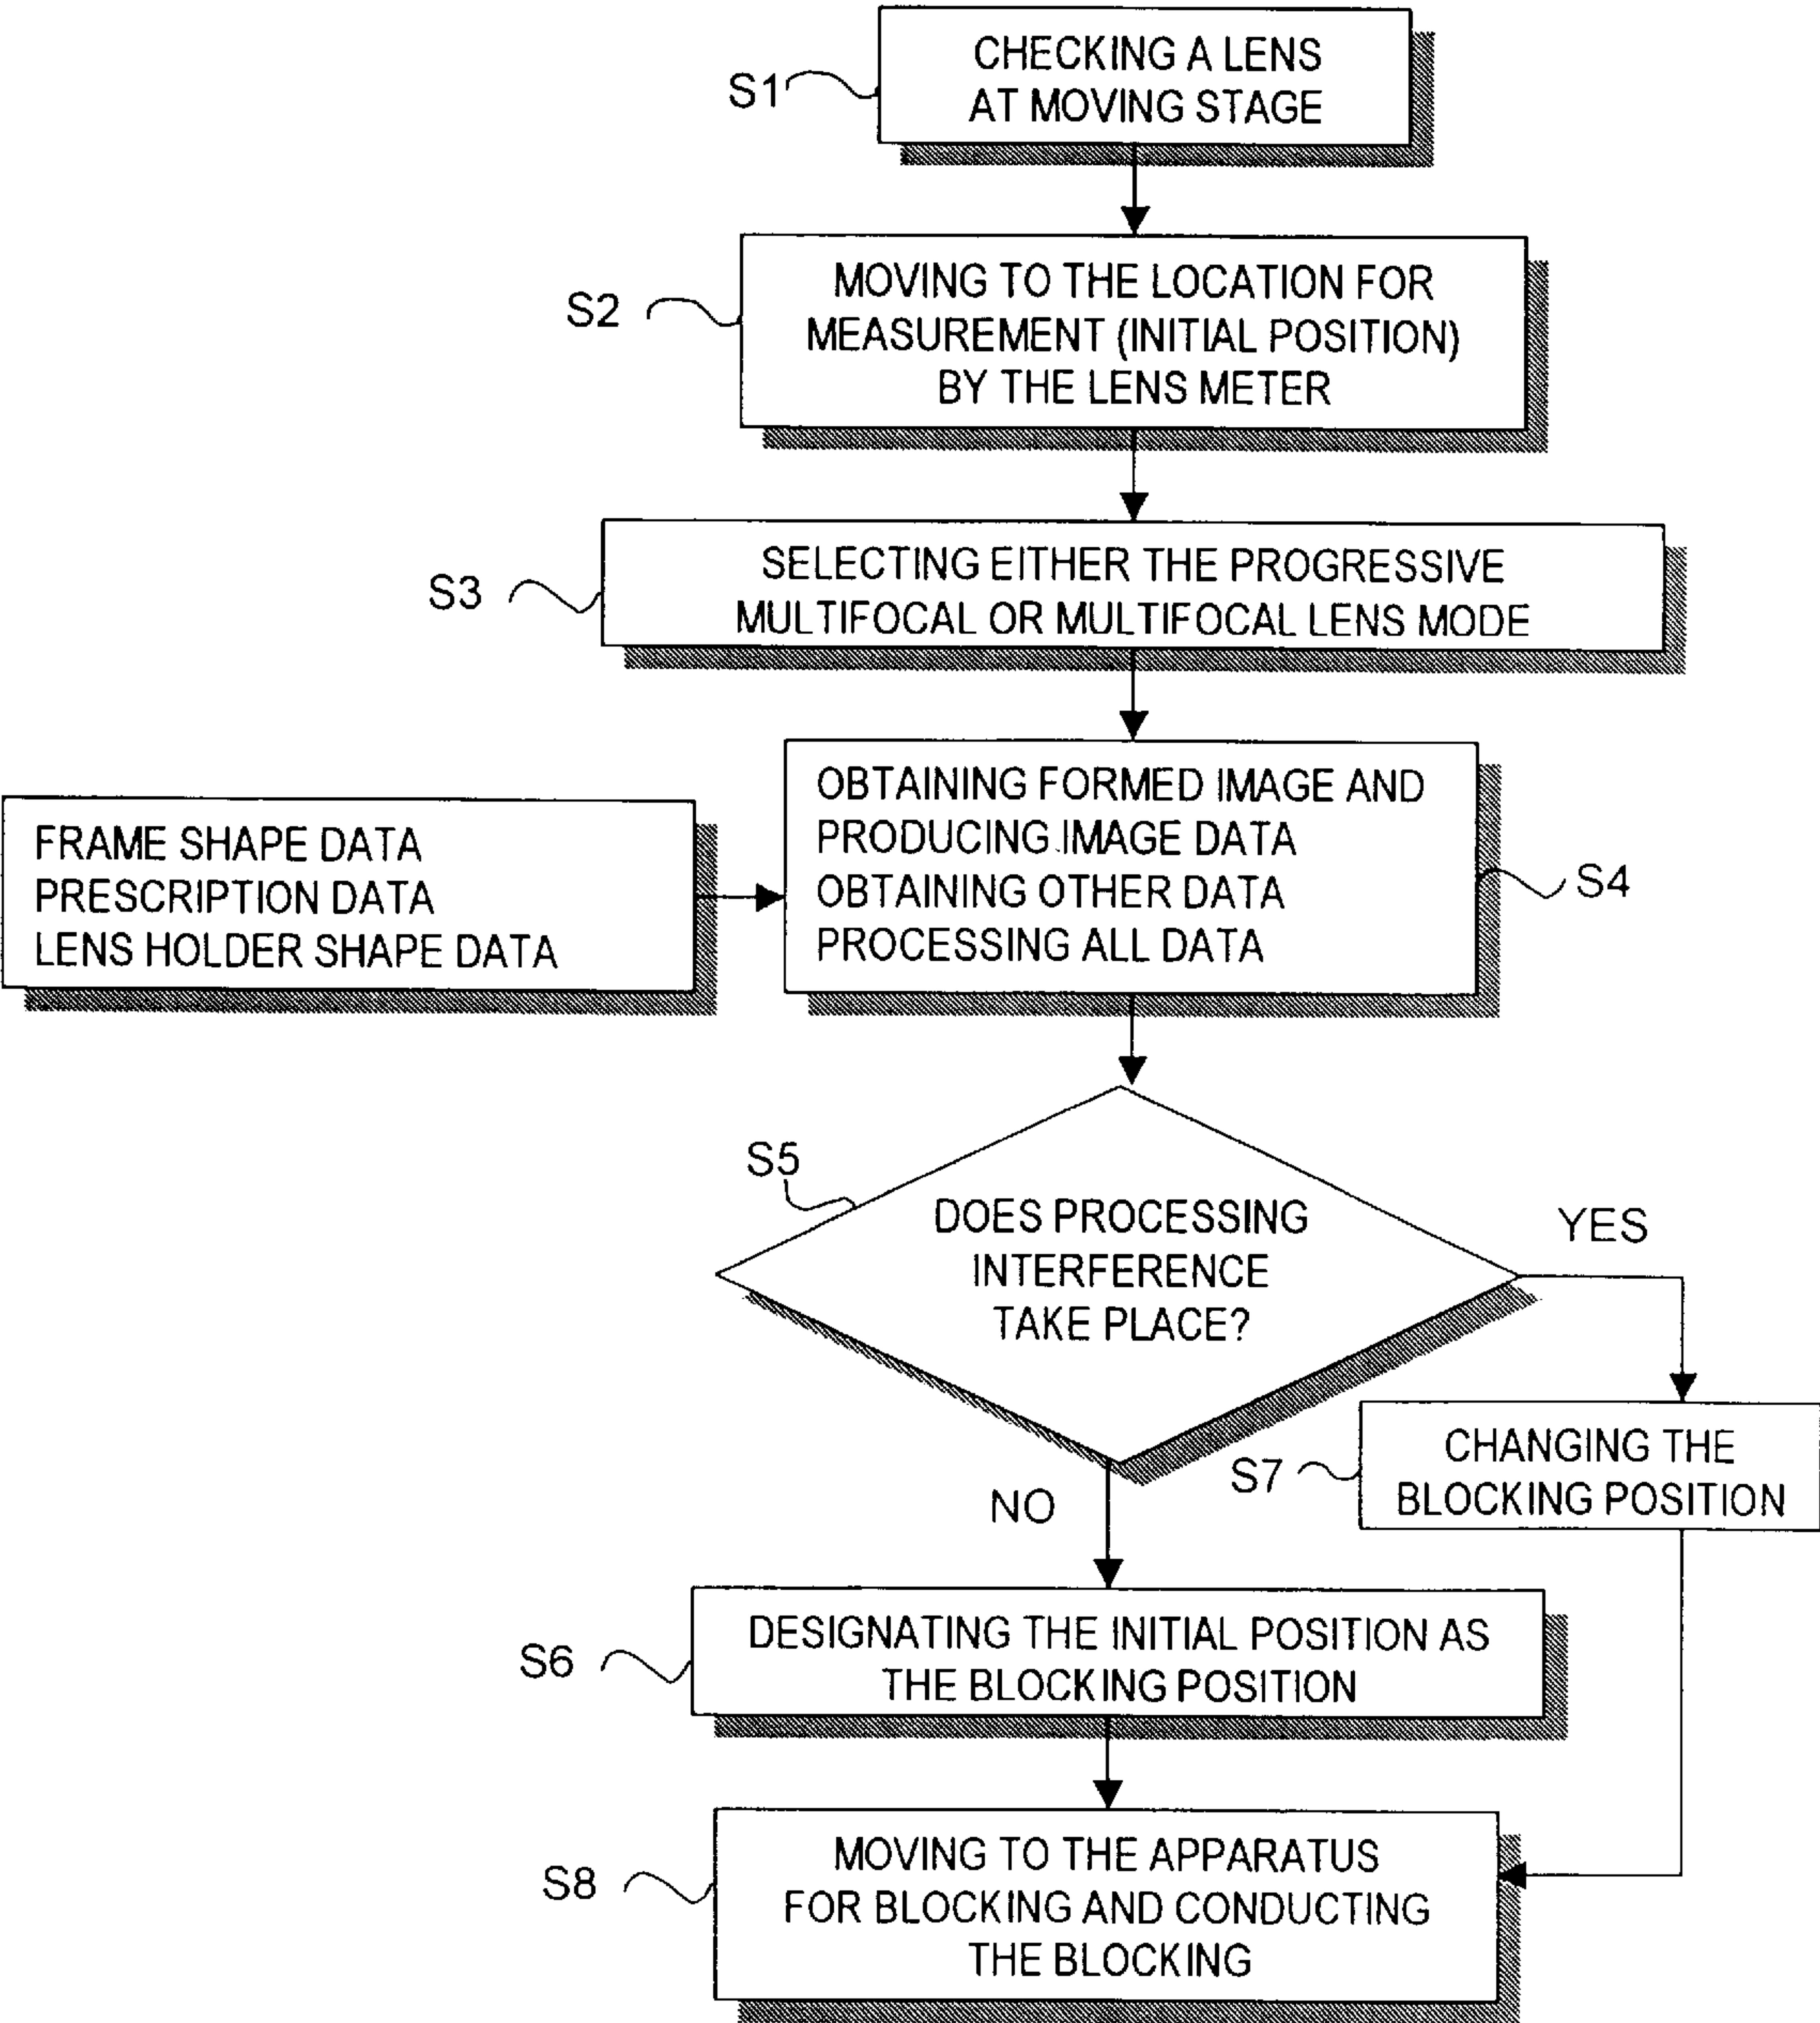 S1
CHECKING A LENS
AT MOVING STAGE
S2
MOVING TO THE LOCATION FOR
MEASUREMENT (INITIAL POSITION)
BY THE LENS METER
S3
SELECTING EITHER THE PROGRESSIVE
MULTIFOCAL OR MULTIFOCAL LENS MODE
FRAME SHAPE DATA
PRESCRIPTION DATA
LENS HOLDER SHAPE DATA
OBTAINING FORMED IMAGE AND
PRODUCING IMAGE DATA
OBTAINING OTHER DATA
PROCESSING ALL DATA
S4
S5
DOES PROCESSING
INTERFERENCE
TAKE PLACE?
YES
NO
S7
CHANGING THE
BLOCKING POSITION
S6
DESIGNATING THE INITIAL POSITION AS
THE BLOCKING POSITION
S8
MOVING TO THE APPARATUS
FOR BLOCKING AND CONDUCTING
THE BLOCKING